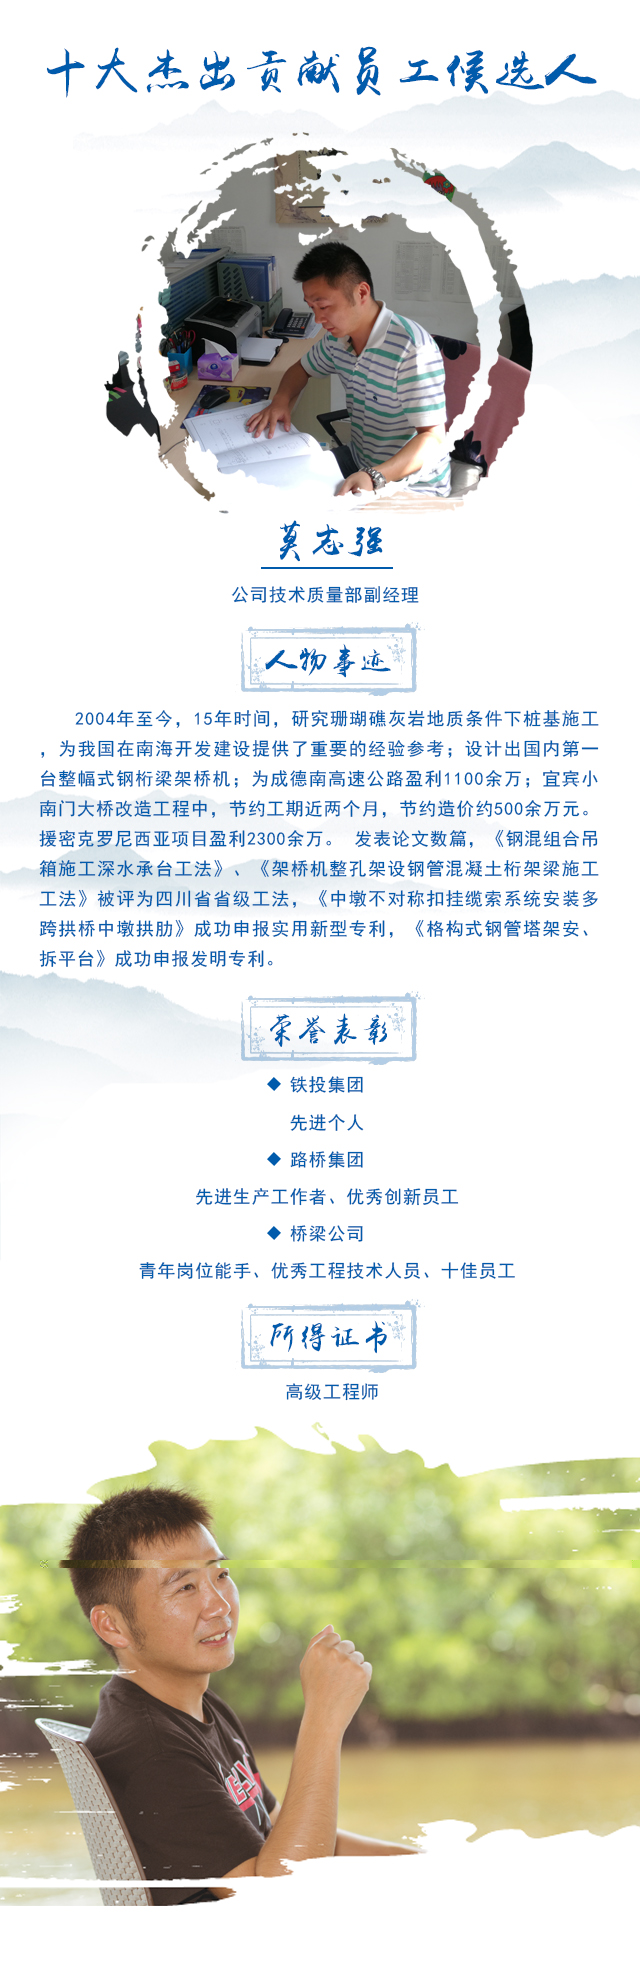 十大杰出贡献员工候选人
莫志强
公司技术质量部副经理
人物事迹
2004年至今，15年时间，研究珊瑚礁灰岩地质条件下桩基施工
，为我国在南海开发建设提供了重要的经验参考；设计出国内第一
台整幅式钢桁梁架桥机；为成德南高速公路盈利1100余万；宜宾小
南门大桥改造工程中，节约工期近两个月，节约造价约500余万元。
援密克罗尼西亚项目盈利2300余万。 发表论文数篇，《钢混组合吊
箱施工深水承台工法》、《架桥机整孔架设钢管混凝土桁架梁施工
工法》被评为四川省省级工法，《中墩不对称扣挂缆索系统安装多
跨拱桥中墩拱肋》成功申报实用新型专利，《格构式钢管塔架安、
拆平台》成功申报发明专利。
荣誉表彰
◆ 铁投集团
先进个人
◆ 路桥集团
先进生产工作者、优秀创新员工
◆ 桥梁公司
青年岗位能手、优秀工程技术人员、十佳员工
所得证书
高级工程师